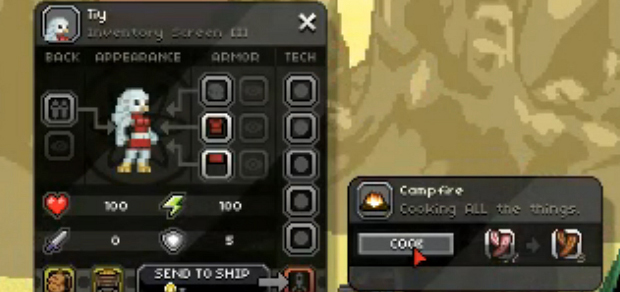 Tiy
Inventory Screen (I)
BACK APPEARANCE ARMOR TECH
100 100
0 5
SEND TO SHIP
Campfire
Cooking ALL the things.
COOK